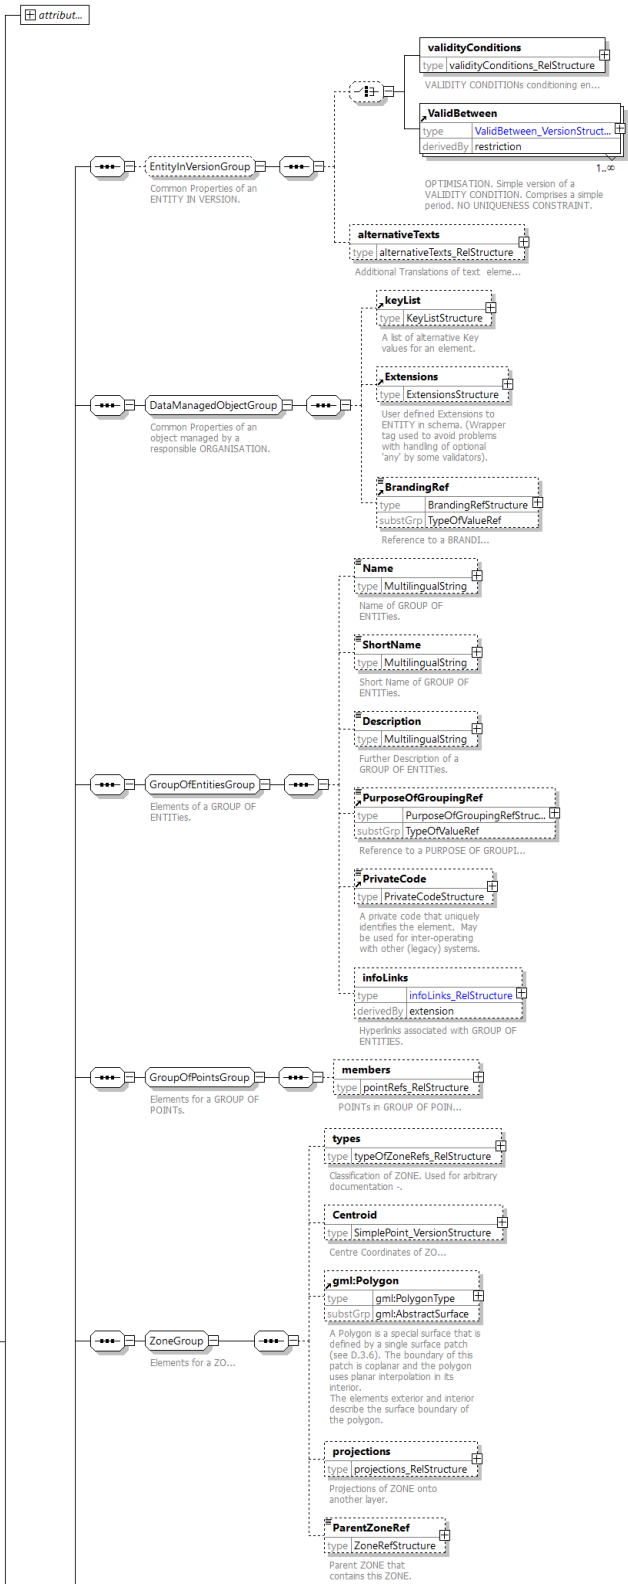 attribut...
validityConditions
type validityConditions_RelStructure
VALIDITY CONDITIONs conditioning en...
ValidBetween
type ValidBetween_VersionStruct...
derivedBy restriction
1..∞
OPTIMISATION. Simple version of a
VALIDITY CONDITION. Comprises a simple
period. NO UNIQUENESS CONSTRAINT.
EntityInVersionGroup
Common Properties of an
ENTITY IN VERSION.
alternativeTexts
type alternativeTexts_RelStructure
Additional Translations of text eleme...
keyList
type KeyListStructure
A list of alternative Key
values for an element.
Extensions
type ExtensionsStructure
User defined Extensions to
ENTITY in schema. (Wrapper
tag used to avoid problems
with handling of optional
'any' by some validators).
DataManagedObjectGroup
Common Properties of an
object managed by a
responsible ORGANISATION.
BrandingRef
type BrandingRefStructure
substGrp TypeOfValueRef
Reference to a BRANDI...
Name
type MultilingualString
Name of GROUP OF
ENTITies.
ShortName
type MultilingualString
Short Name of GROUP OF
ENTITies.
Description
type MultilingualString
Further Description of a
GROUP OF ENTITies.
GroupOfEntitiesGroup
Elements of a GROUP OF
ENTITies.
PurposeOfGroupingRef
type PurposeOfGroupingRefStruc...
substGrp TypeOfValueRef
Reference to a PURPOSE OF GROUPI...
PrivateCode
type PrivateCodeStructure
A private code that uniquely
identifies the element. May
be used for inter-operating
with other (legacy) systems.
infoLinks
type infoLinks_RelStructure
derivedBy extension
Hyperlinks associated with GROUP OF
ENTITIES.
GroupOfPointsGroup
Elements for a GROUP OF
POINTs.
members
type pointRefs_RelStructure
POINTs in GROUP OF POIN...
types
type typeOfZoneRefs_RelStructure
Classification of ZONE. Used for arbitrary
documentation -.
Centroid
type SimplePoint_VersionStructure
Centre Coordinates of ZO...
gml:Polygon
type gml:PolygonType
substGrp gml:AbstractSurface
A Polygon is a special surface that is
defined by a single surface patch
(see D.3.6). The boundary of this
patch is coplanar and the polygon
uses planar interpolation in its
interior.
The elements exterior and interior
describe the surface boundary of
the polygon.
ZoneGroup
Elements for a ZO...
projections
type projections_RelStructure
Projections of ZONE onto
another layer.
ParentZoneRef
type ZoneRefStructure
Parent ZONE that
contains this ZONE.